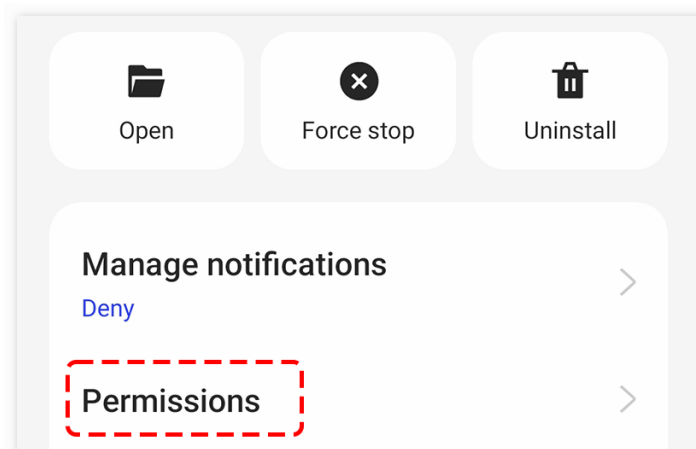 Open
Force stop
Uninstall
Manage notifications
Deny
Permissions